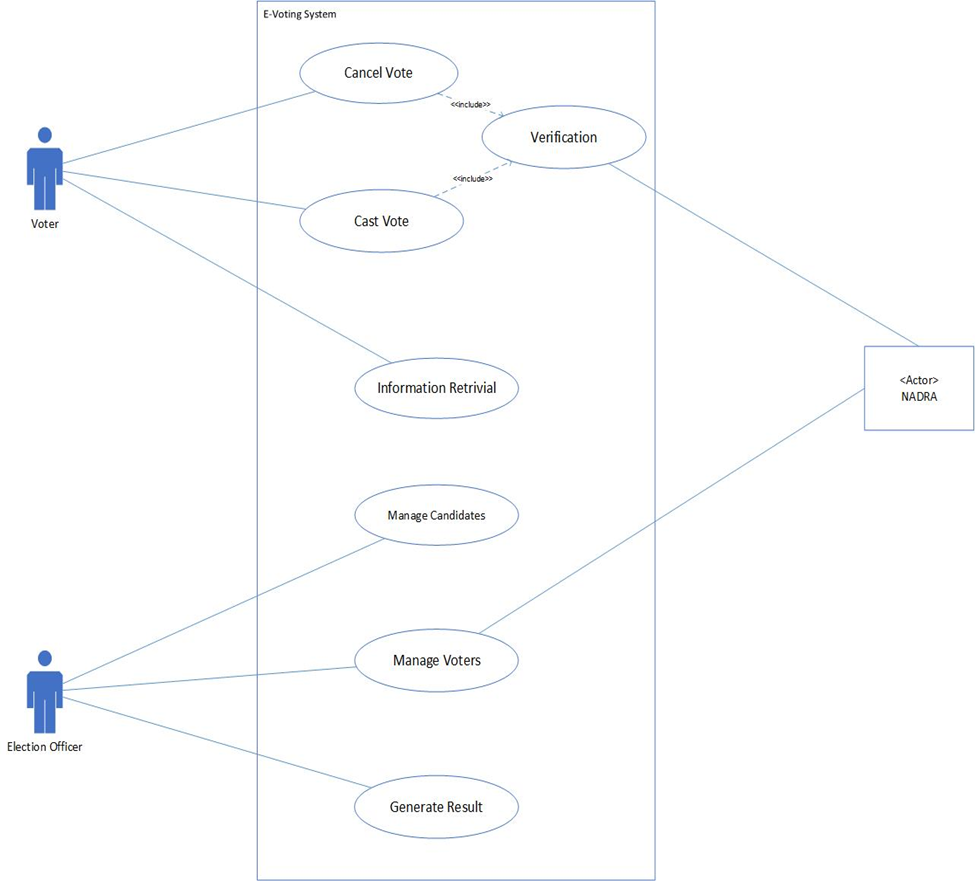 E-Voting System
Cancel Vote
<<include>>
Verification
<<include>>
Voter
Cast Vote
Information Retrivial
<Actor>
NADRA
Manage Candidates
Manage Voters
Election Officer
Generate Result